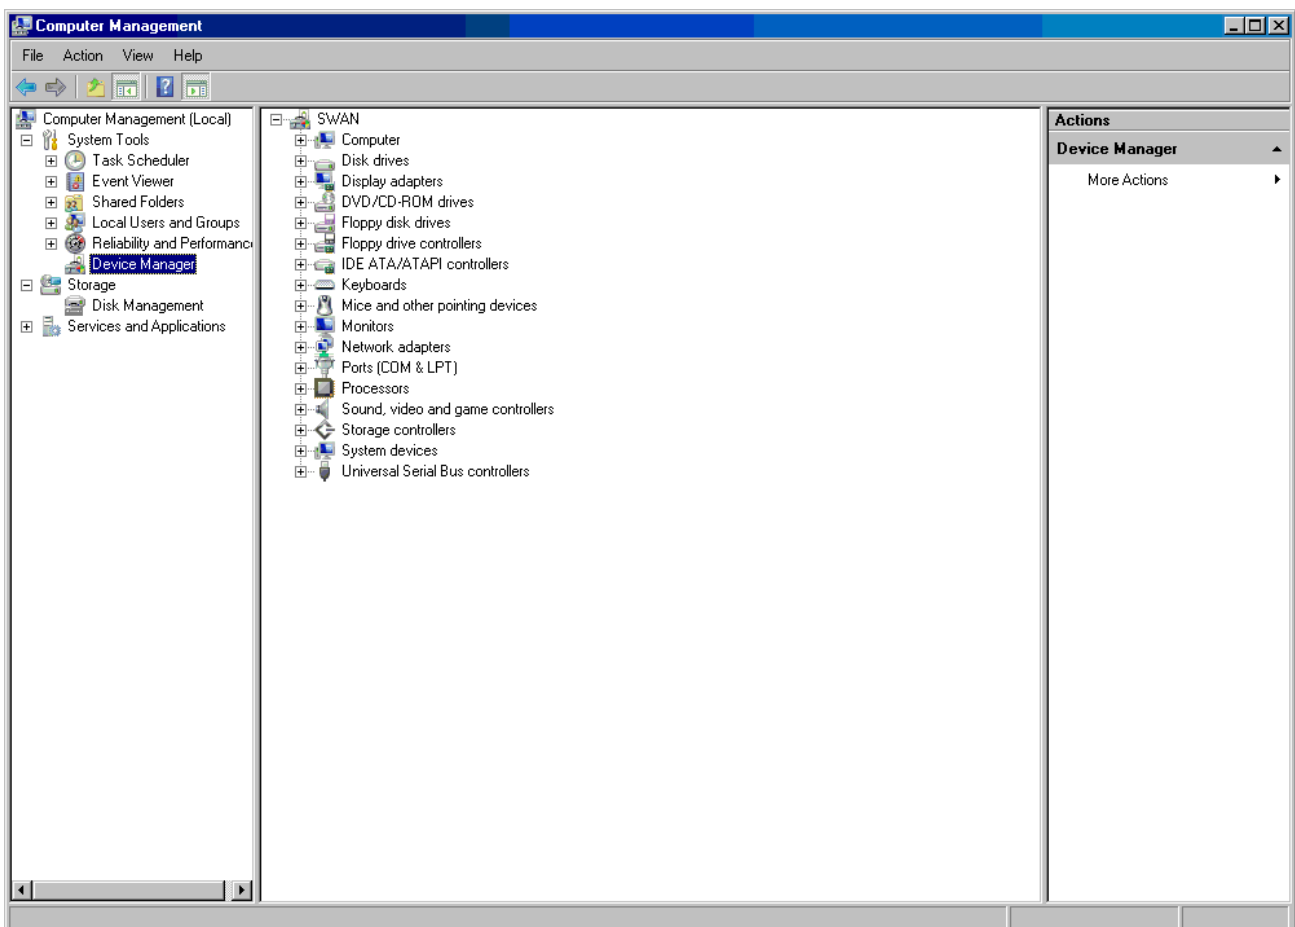 Computer Management
File Action View Help
Computer Management (Local)
System Tools
Task Scheduler
Event Viewer
Shared Folders
Local Users and Groups
Reliability and Performanc
Device Manager
Storage
Disk Management
Services and Applications
SWAN
Computer
Disk drives
Display adapters
DVD/CD-ROM drives
Floppy disk drives
Floppy drive controllers
IDE ATA/ATAPI controllers
Keyboards
Mice and other pointing devices
Monitors
Network adapters
Ports (COM & LPT)
Processors
Sound, video and game controllers
Storage controllers
System devices
Universal Serial Bus controllers
Actions
Device Manager
More Actions